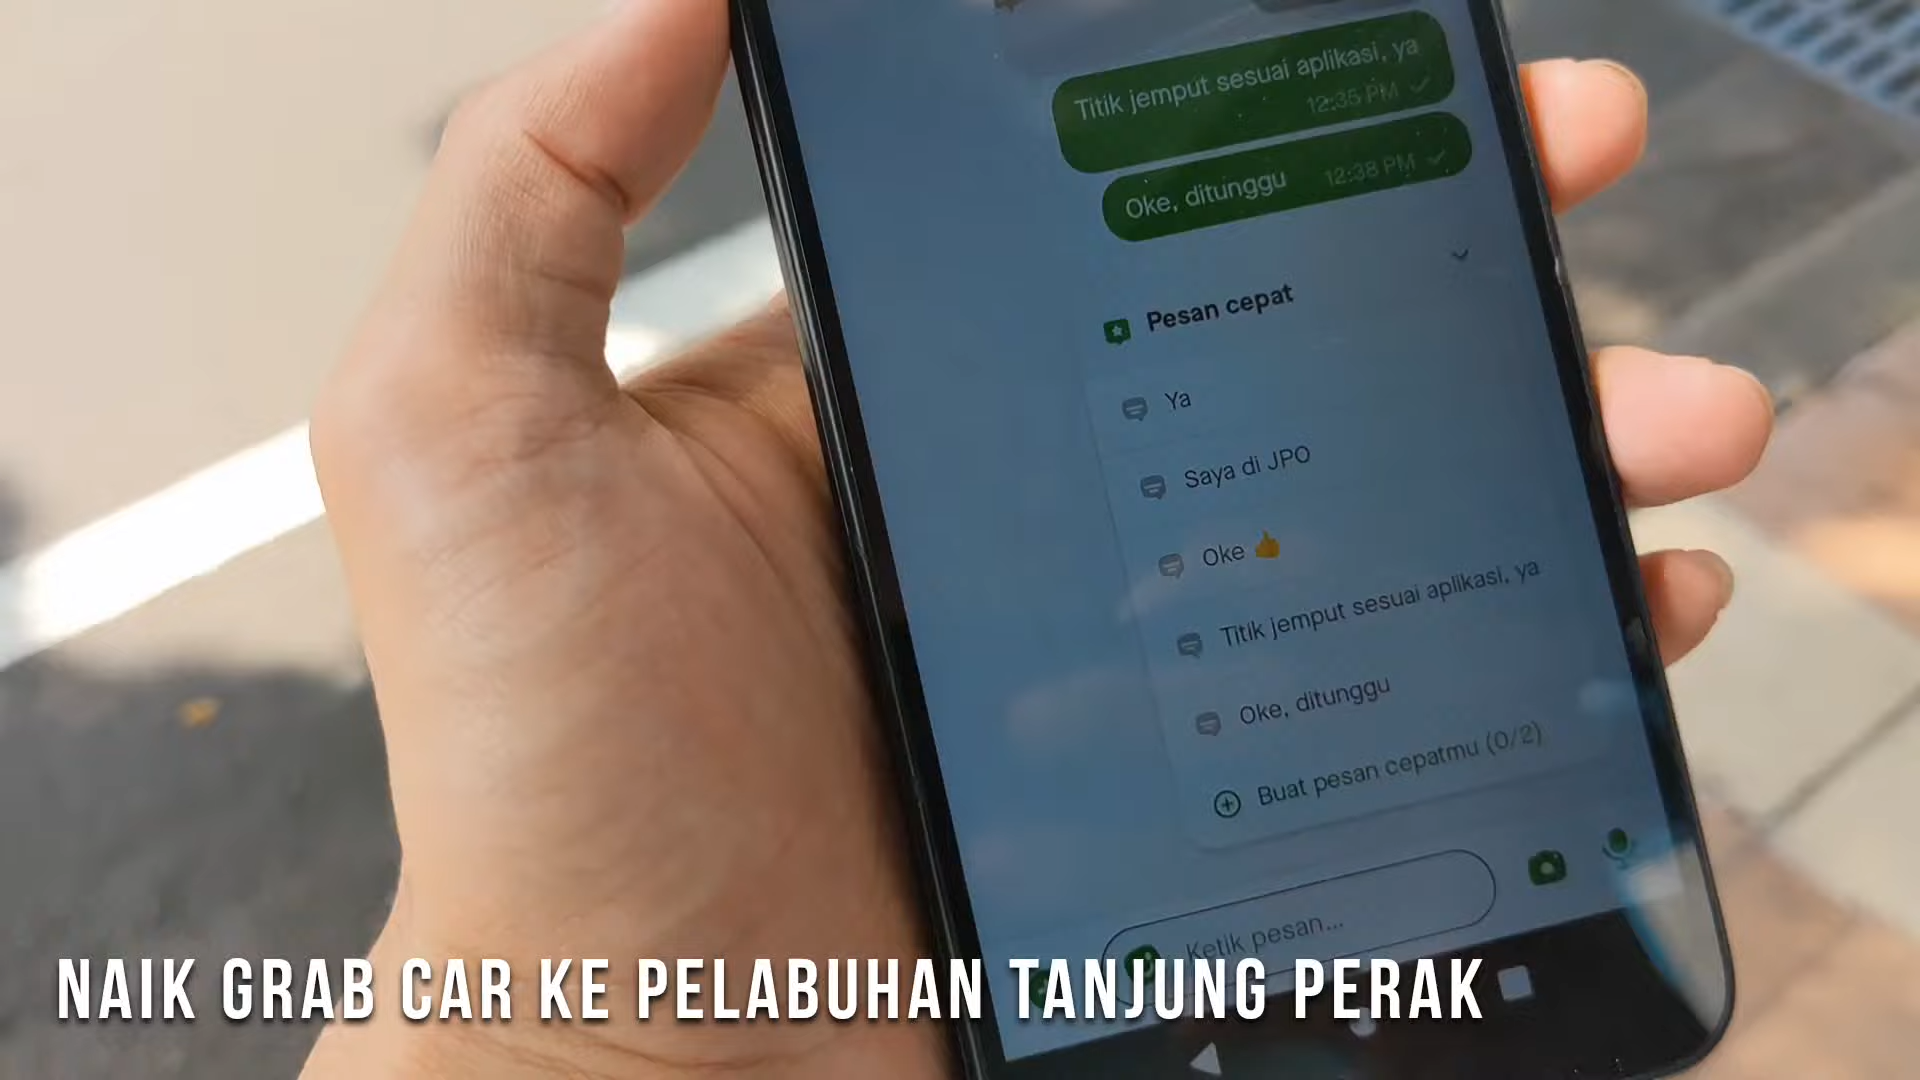 Titik jemput sesuai aplikasi, ya
12:35 PM
Oke, ditunggu 12:38 PM
Pesan cepat
Ya
Saya di JPO
Oke 👍
Titik jemput sesuai aplikasi, ya
Oke, ditunggu
Buat pesan cepatmu (0/2)
Ketik pesan...
NAIK GRAB CAR KE PELABUHAN TANJUNG PERAK